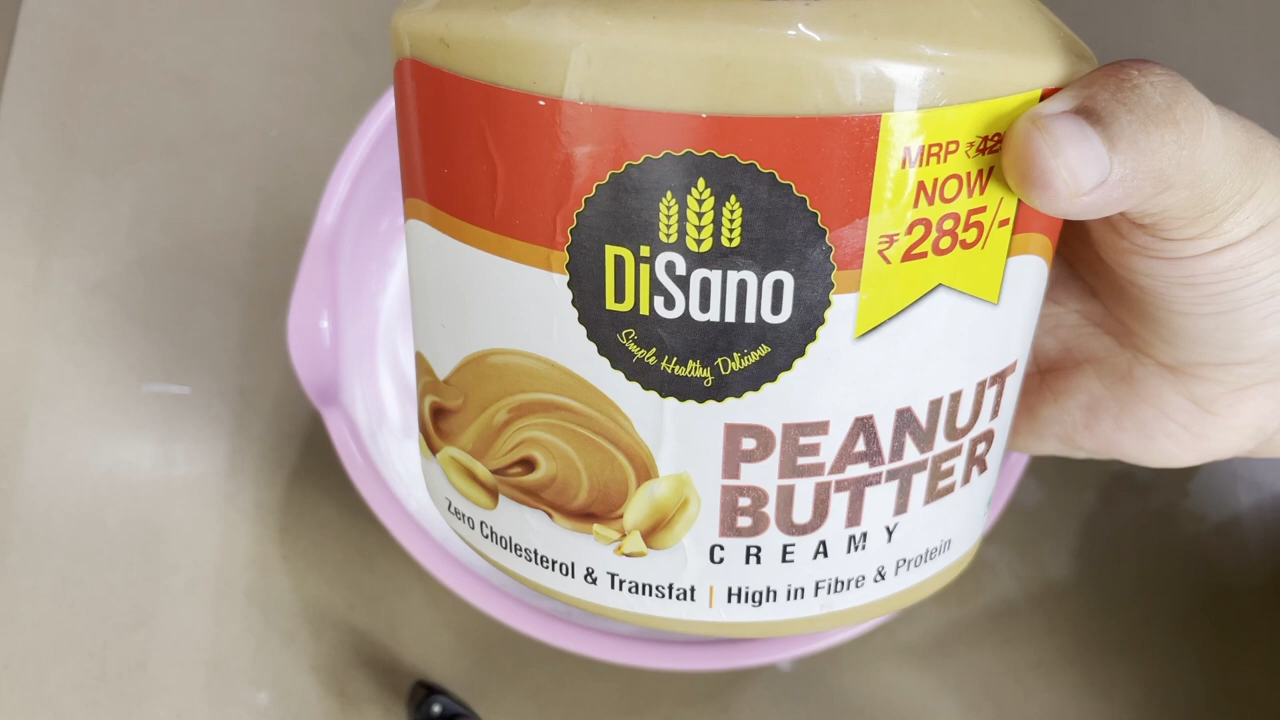 MRP ₹
NOW
₹285/-
DiSano
Simple Healthy Delicious
PEANUT
BUTTER
CREAMY
Zero Cholesterol & Transfat | High in Fibre & Protein